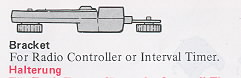 Bracket
For Radio Controller or Interval Timer.
Halterung